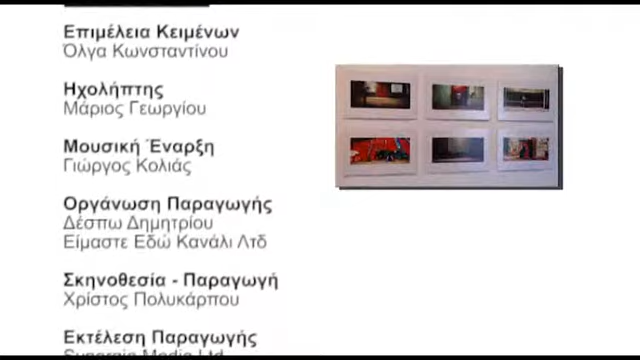 Επιμέλεια Κειμένων
Όλγα Κωνσταντίνου
Ηχολήπτης
Μάριος Γεωργίου
Μουσική Έναρξη
Γιώργος Κολιάς
Οργάνωση Παραγωγής
Δέσπω Δημητρίου
Είμαστε Εδώ Κανάλι Λτδ
Σκηνοθεσία - Παραγωγή
Χρίστος Πολυκάρπου
Εκτέλεση Παραγωγής